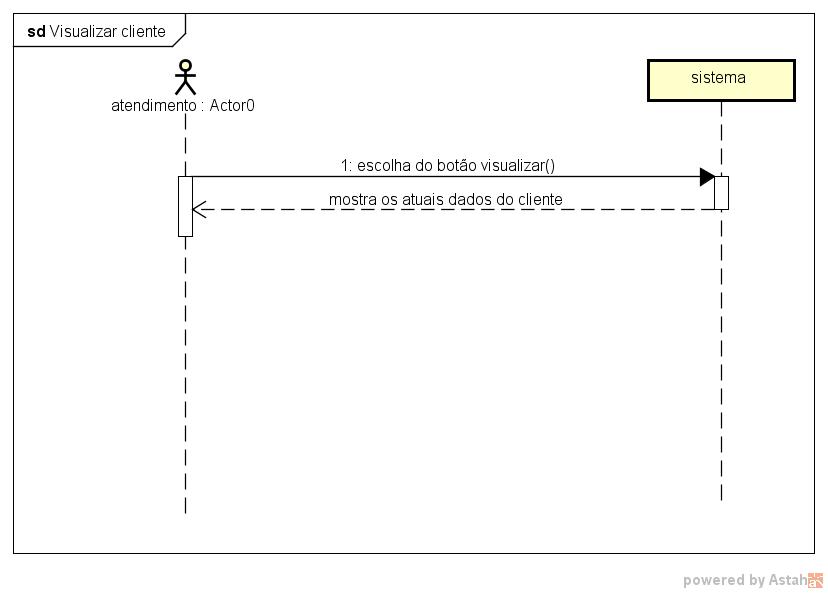 sd Visualizar cliente
atendimento : Actor0
sistema
1: escolha do botão visualizar()
mostra os atuais dados do cliente
powered by Astah